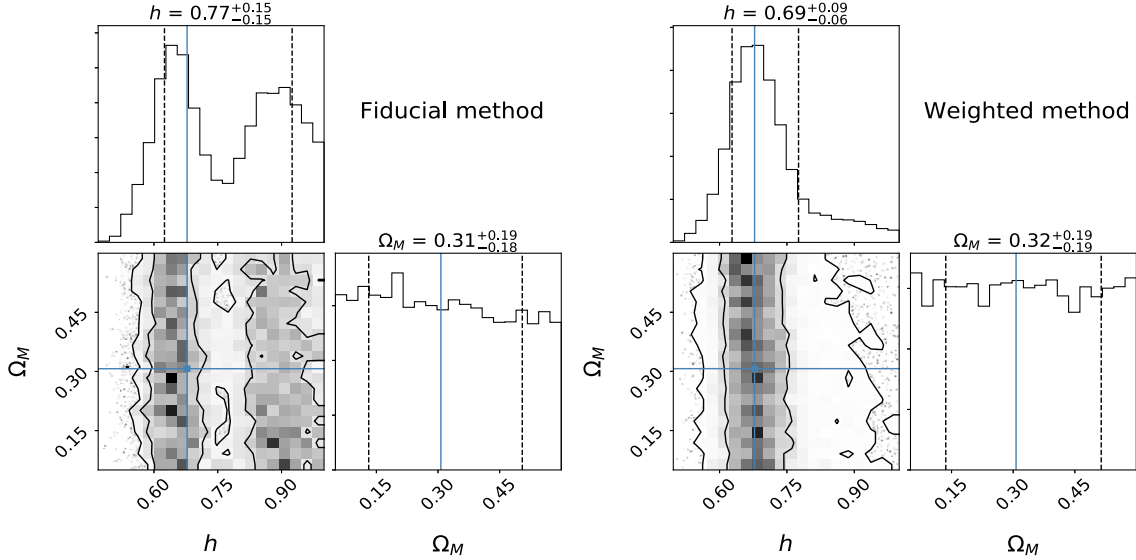 h = 0.77^{+0.15}_{-0.15}
Fiducial method
Ω_M = 0.31^{+0.19}_{-0.18}
Ω_M
0.45
0.30
0.15
0.60 0.75 0.90
h
0.15 0.30 0.45
Ω_M
h = 0.69^{+0.09}_{-0.06}
Weighted method
Ω_M = 0.32^{+0.19}_{-0.19}
Ω_M
0.45
0.30
0.15
0.60 0.75 0.90
h
0.15 0.30 0.45
Ω_M